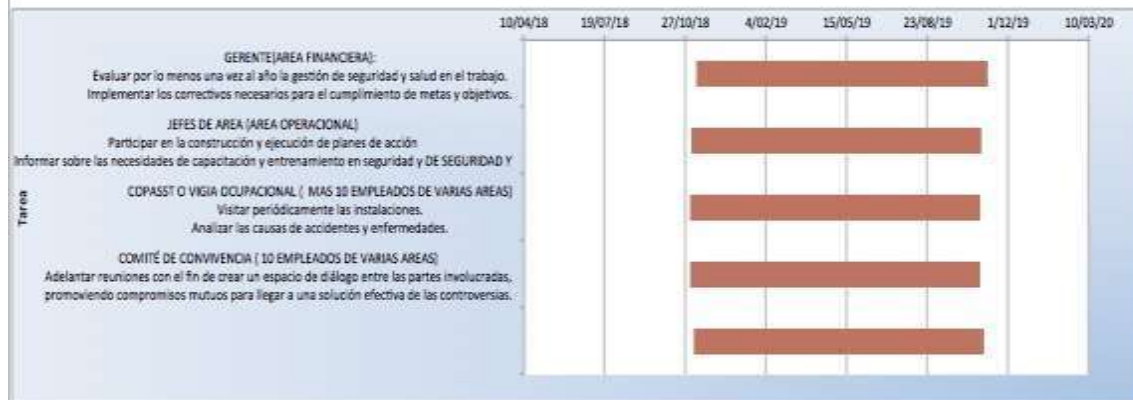 10/04/18 19/07/18 27/10/18 4/02/19 15/05/19 23/08/19 1/12/19 10/03/20
GERENTE(AREA FINANCIERA):
Evaluar por lo menos una vez al año la gestión de seguridad y salud en el trabajo.
Implementar los correctivos necesarios para el cumplimiento de metas y objetivos.
JEFES DE AREA (AREA OPERACIONAL)
Participar en la construcción y ejecución de planes de acción
Informar sobre las necesidades de capacitación y entrenamiento en seguridad y DE SEGURIDAD Y
Tarea
COPASST O VIGIA OCUPACIONAL ( MAS 10 EMPLEADOS DE VARIAS AREAS)
Visitar periódicamente las instalaciones.
Analizar las causas de accidentes y enfermedades.
COMITÉ DE CONVIVENCIA ( 10 EMPLEADOS DE VARIAS AREAS)
Adelantar reuniones con el fin de crear un espacio de diálogo entre las partes involucradas,
promoviendo compromisos mutuos para llegar a una solución efectiva de las controversias.